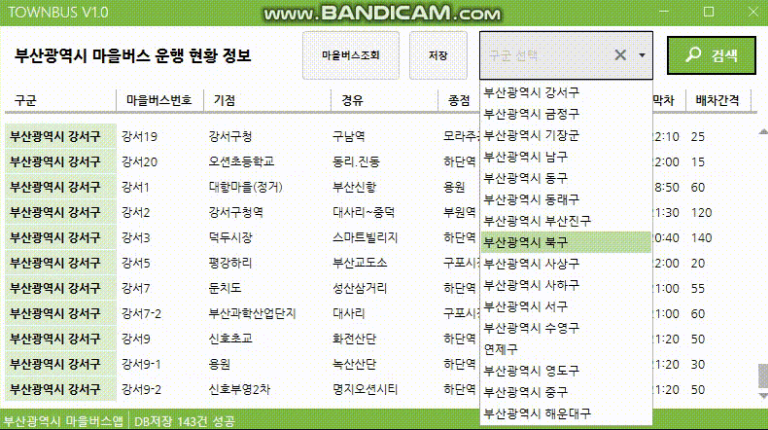 TOWNBUS V1.0
www.BANDICAM.com
부산광역시 마을버스 운행 현황 정보
마을버스조회
저장
구군 선택
검색
구군 마을버스번호 기점 경유 종점 막차 배차간격
부산광역시 강서구 강서19 강서구청 구남역 모라주공 :2:10 25
부산광역시 강서구 강서20 오션초등학교 동리.진동 하단역 :2:00 15
부산광역시 강서구 강서1 대항마을(정거) 부산신항 용원 :8:50 60
부산광역시 강서구 강서2 강서구청역 대사리~중덕 부원역 :1:30 120
부산광역시 강서구 강서3 덕두시장 스마트빌리지 하단역 :0:40 140
부산광역시 강서구 강서5 평강하리 부산교도소 구포시 :2:00 20
부산광역시 강서구 강서7 둔치도 성산삼거리 하단역 :1:00 55
부산광역시 강서구 강서7-2 부산과학산업단지 대사리 구포시 :1:00 60
부산광역시 강서구 강서9 신호초교 화전산단 하단역 :1:20 50
부산광역시 강서구 강서9-1 용원 녹산산단 하단역 :1:20 30
부산광역시 강서구 강서9-2 신호부영2차 명지오션시티 하단역 :1:20 50
부산광역시 강서구
부산광역시 금정구
부산광역시 기장군
부산광역시 남구
부산광역시 동구
부산광역시 동래구
부산광역시 부산진구
부산광역시 북구
부산광역시 사상구
부산광역시 사하구
부산광역시 서구
부산광역시 수영구
연제구
부산광역시 영도구
부산광역시 중구
부산광역시 해운대구
부산광역시 마을버스앱 DB저장 143건 성공